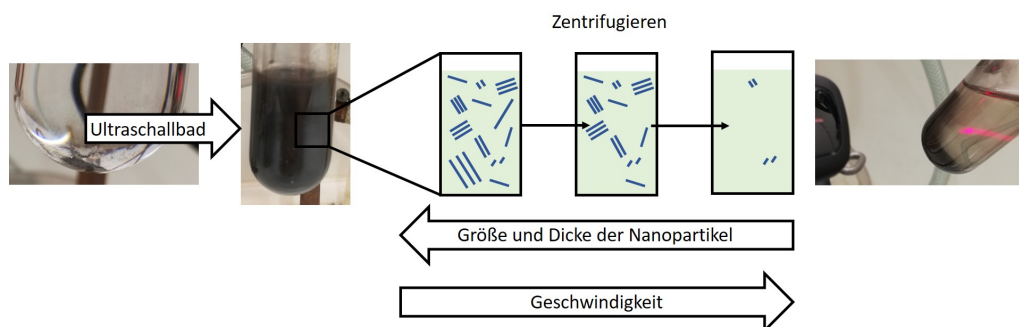 Zentrifugieren
Ultraschallbad
Größe und Dicke der Nanopartikel
Geschwindigkeit